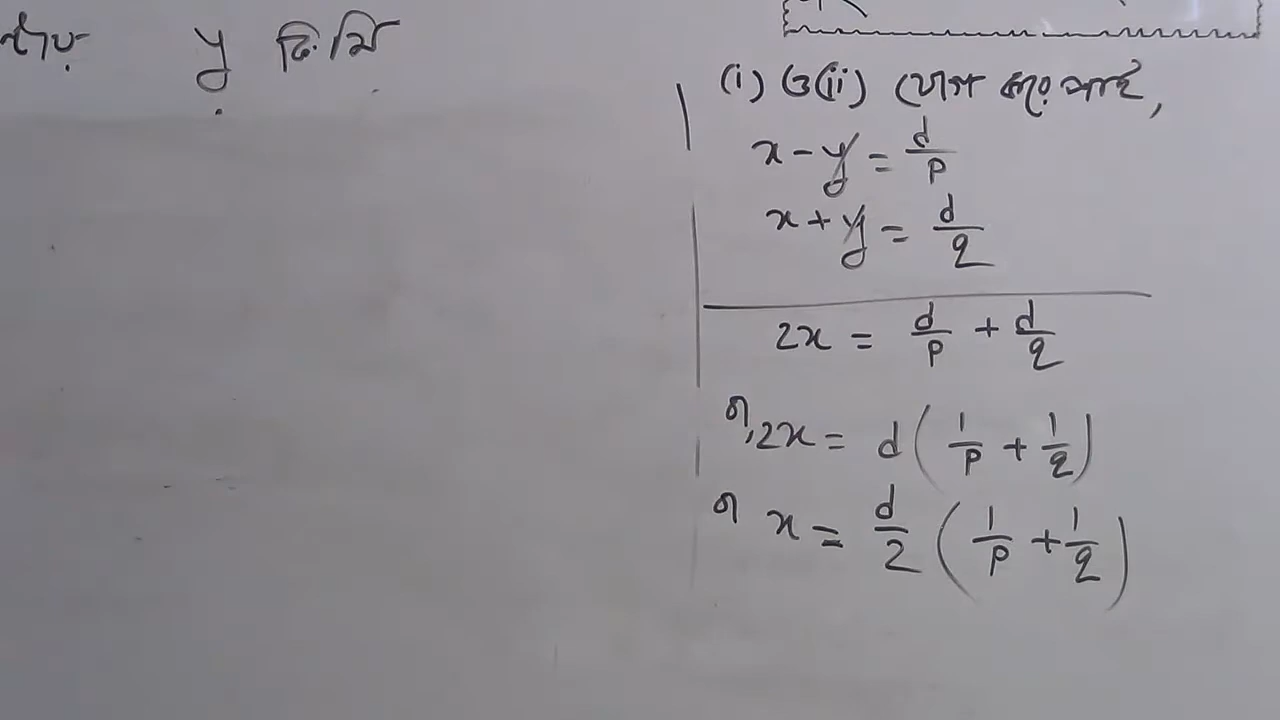 y কি.মি
(i) ও (ii) যোগ করে পাই,
x - y = d/p
x + y = d/q
2x = d/p + d/q
বা, 2x = d(1/p + 1/q)
বা x = d/2 (1/p + 1/q)